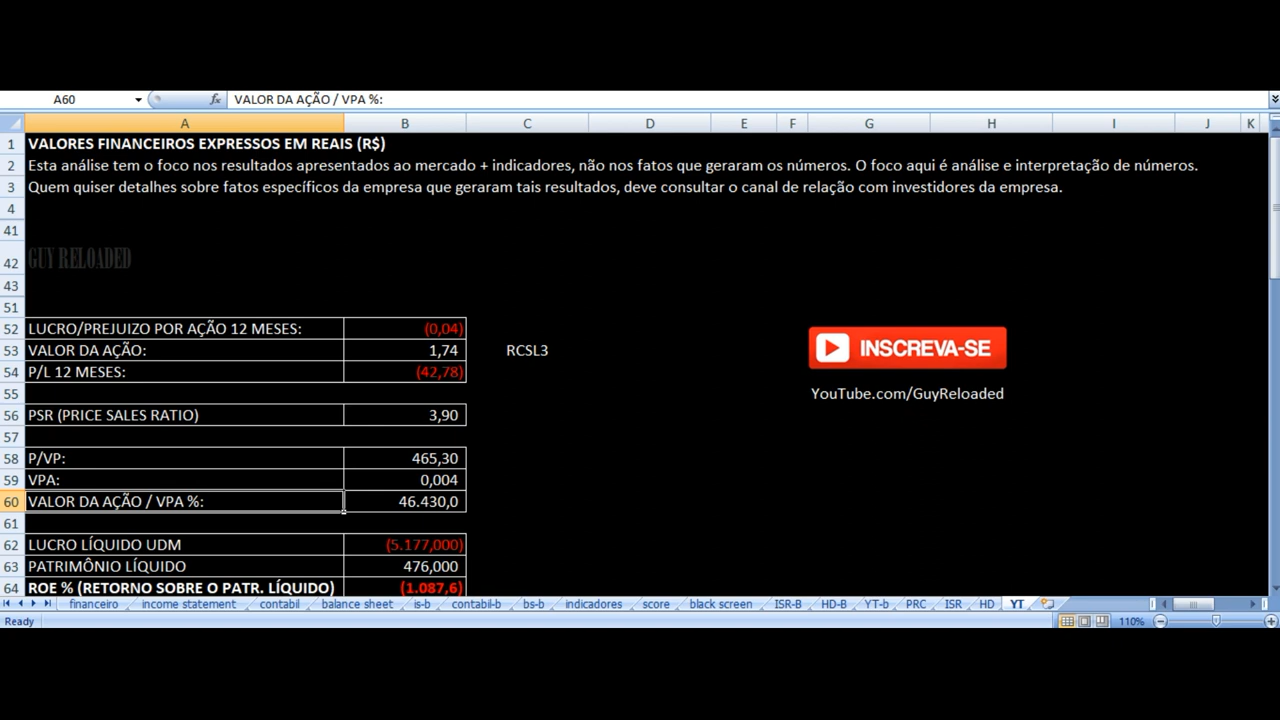 A60 fx VALOR DA AÇÃO / VPA %:
A B C D E F G H I J K
1 VALORES FINANCEIROS EXPRESSOS EM REAIS (R$)
2 Esta análise tem o foco nos resultados apresentados ao mercado + indicadores, não nos fatos que geraram os números. O foco aqui é análise e interpretação de números.
3 Quem quiser detalhes sobre fatos específicos da empresa que geraram tais resultados, deve consultar o canal de relação com investidores da empresa.
4
41
42 GUY RELOADED
43
51
52 LUCRO/PREJUIZO POR AÇÃO 12 MESES: (0,04)
53 VALOR DA AÇÃO: 1,74 RCSL3 INSCREVA-SE
54 P/L 12 MESES: (42,78)
55 YouTube.com/GuyReloaded
56 PSR (PRICE SALES RATIO) 3,90
57
58 P/VP: 465,30
59 VPA: 0,004
60 VALOR DA AÇÃO / VPA %: 46.430,0
61
62 LUCRO LÍQUIDO UDM (5.177,000)
63 PATRIMÔNIO LÍQUIDO 476,000
64 ROE % (RETORNO SOBRE O PATR. LÍQUIDO) (1.087,6)
financeiro income statement contabil balance sheet is-b contabil-b bs-b indicadores score black screen ISR-B HD-B YT-b PRC ISR HD YT
Ready 110%